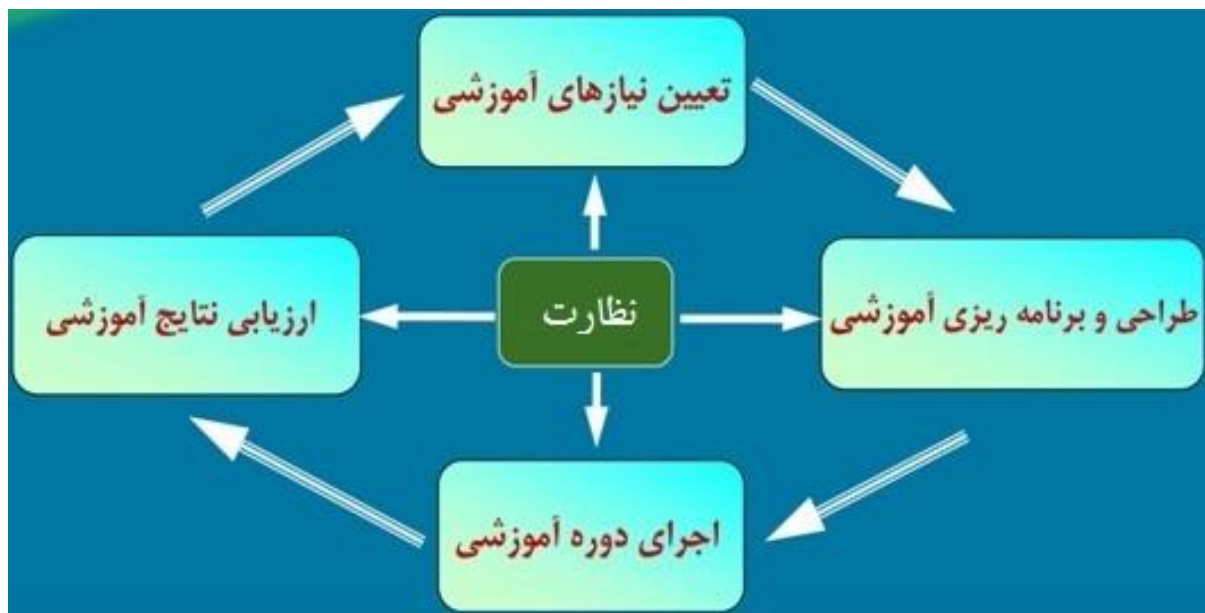 تعیین نیازهای آموزشی
طراحی و برنامه ریزی آموزشی
نظارت
ارزیابی نتایج آموزشی
اجرای دوره آموزشی